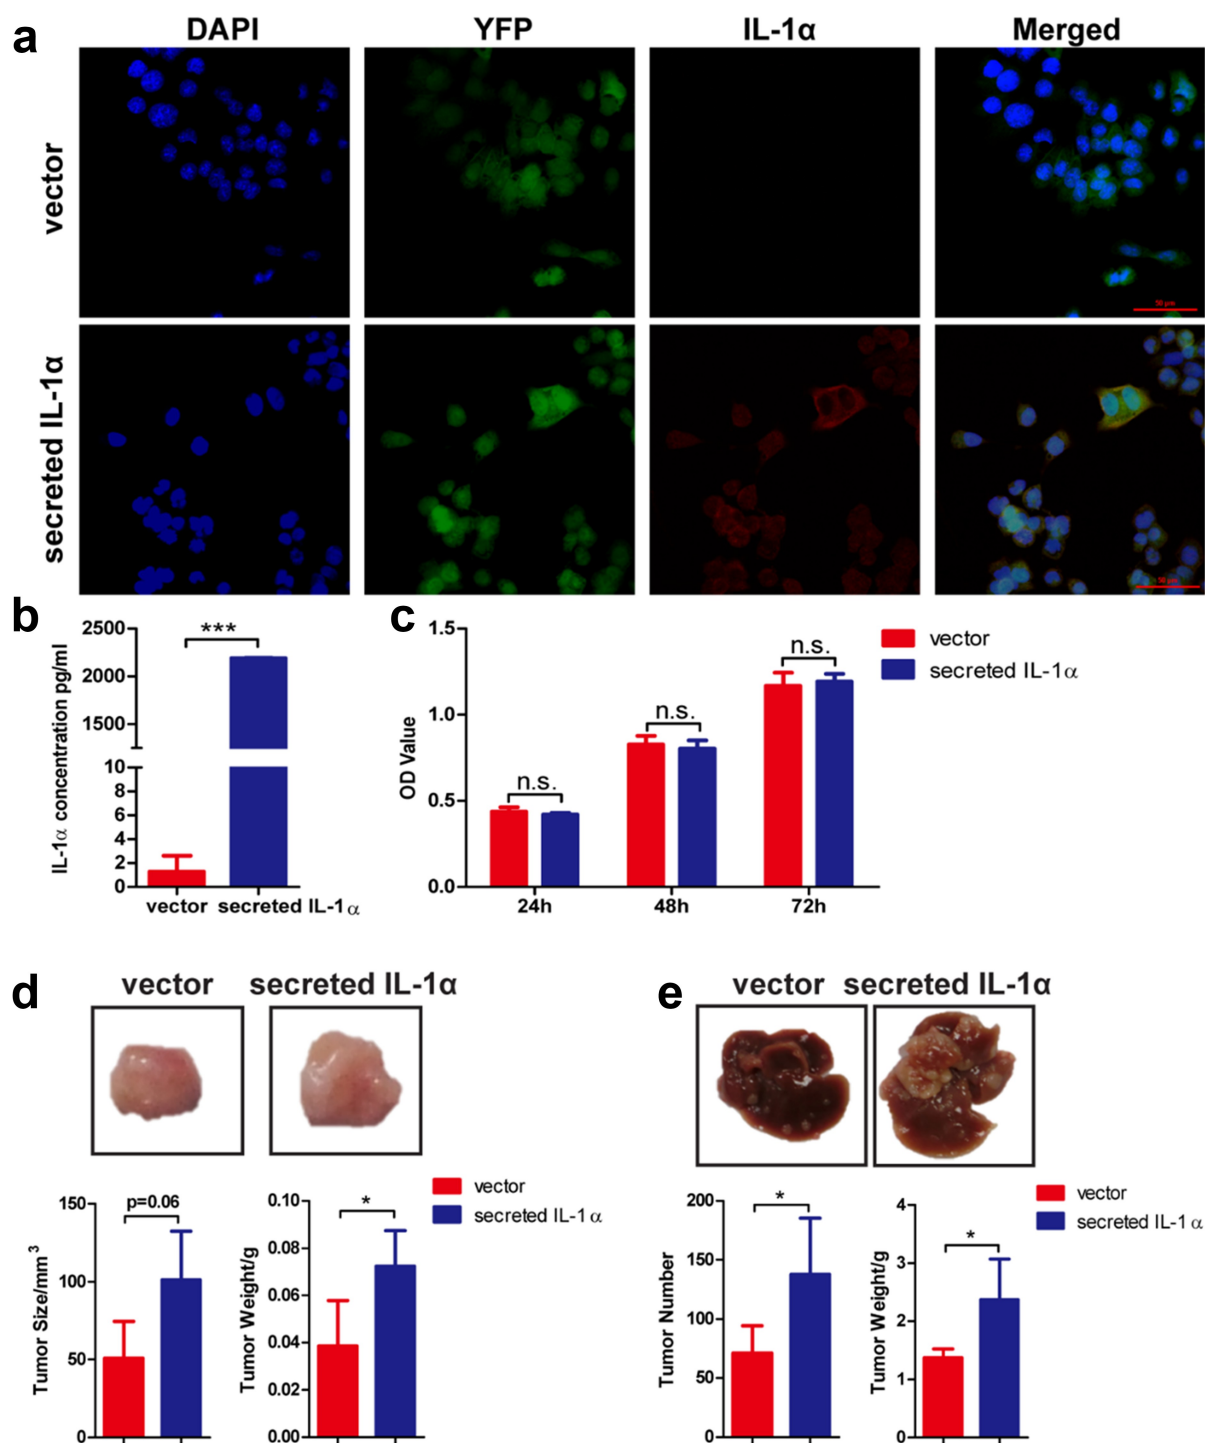 a
DAPI
YFP
IL-1α
Merged
vector
50 μm
secreted IL-1α
50 μm
b
IL-1α concentration pg/ml
2500
2000
1500
10
8
6
4
2
0
***
vector
secreted IL-1α
c
OD Value
1.5
1.0
0.5
0.0
n.s.
n.s.
n.s.
24h
48h
72h
vector
secreted IL-1α
d
vector
secreted IL-1α
Tumor Size/mm3
150
100
50
0
p=0.06
Tumor Weight/g
0.10
0.08
0.06
0.04
0.02
0.00
*
vector
secreted IL-1α
e
vector
secreted IL-1α
Tumor Number
200
150
100
50
0
*
Tumor Weight/g
4
3
2
1
0
*
vector
secreted IL-1α